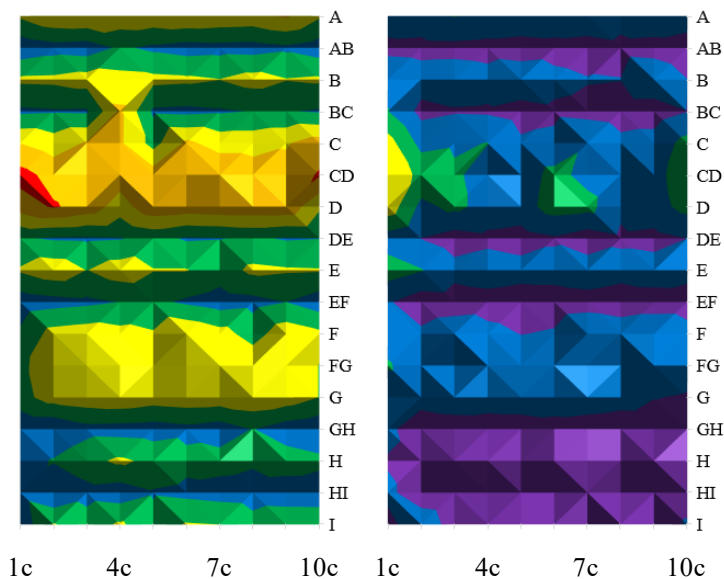 A A
AB AB
B B
BC BC
C C
CD CD
D D
DE DE
E E
EF EF
F F
FG FG
G G
GH GH
H H
HI HI
I I
1c 4c 7c 10c 1c 4c 7c 10c